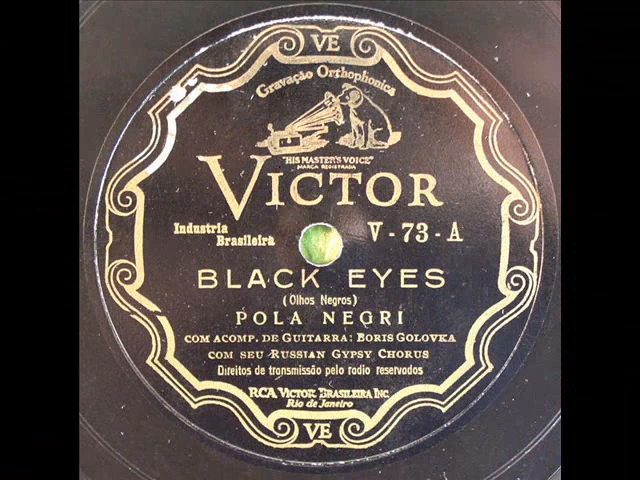 VE
Gravação Orthophonica
"HIS MASTER'S VOICE"
MARCA REGISTRADA
VICTOR
Industria
Brasileira
V - 73 - A
BLACK EYES
(Olhos Negros)
POLA NEGRI
COM ACOMP. DE GUITARRA: BORIS GOLOVKA
COM SEU RUSSIAN GYPSY CHORUS
Direitos de transmissão pelo radio reservados
RCA VICTOR BRASILEIRA INC.
Rio de Janeiro
VE